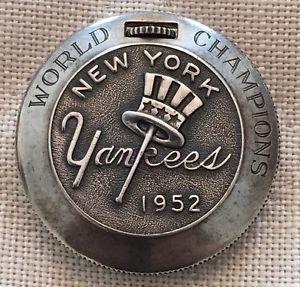 WORLD CHAMPIONS
NEW YORK
Yankees
1952